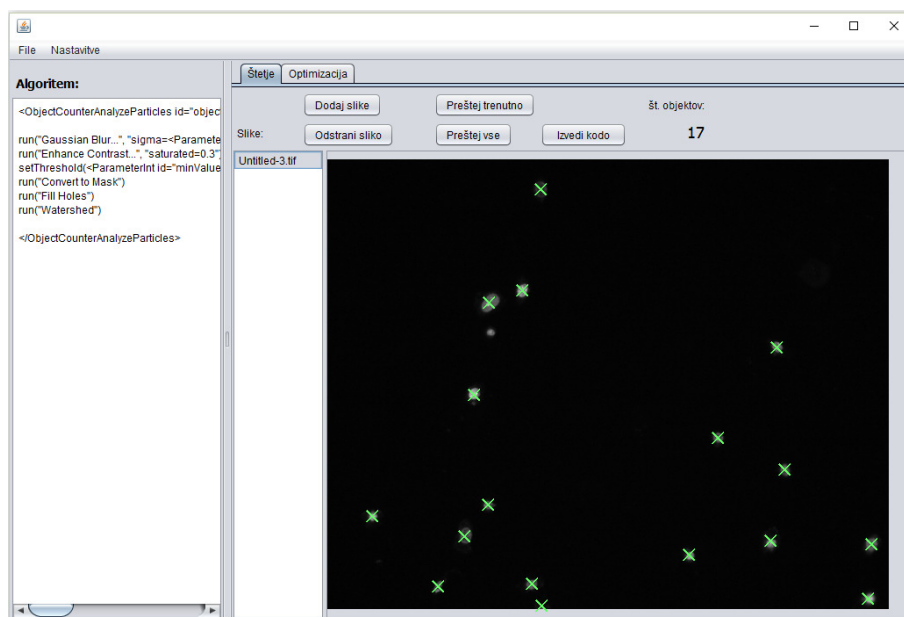 File Nastavitve
Algoritem:
<ObjectCounterAnalyzeParticles id="objec
run("Gaussian Blur...", "sigma=<Paramete
run("Enhance Contrast...", "saturated=0.3"
setThreshold(<ParameterInt id="minValue
run("Convert to Mask")
run("Fill Holes")
run("Watershed")
</ObjectCounterAnalyzeParticles>
Štetje Optimizacija
Dodaj slike Preštej trenutno št. objektov:
Slike: Odstrani sliko Preštej vse Izvedi kodo 17
Untitled-3.tif